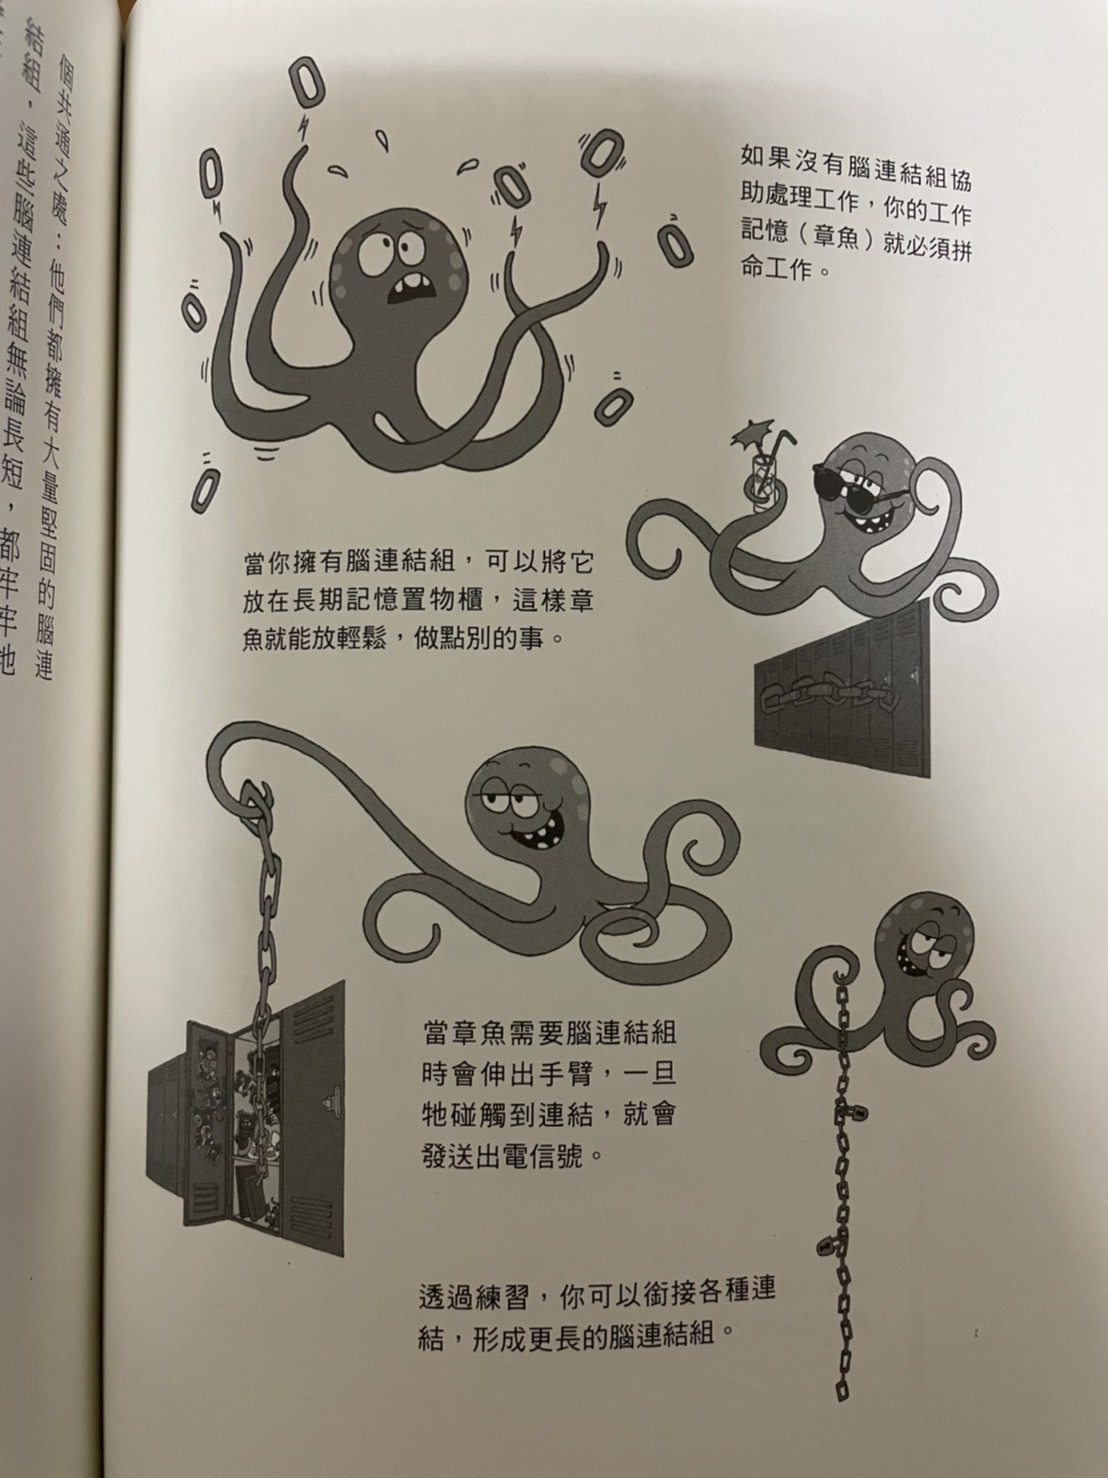 如果沒有腦連結組協
助處理工作，你的工作
記憶（章魚）就必須拼
命工作。
當你擁有腦連結組，可以將它
放在長期記憶置物櫃，這樣章
魚就能放輕鬆，做點別的事。
當章魚需要腦連結組
時會伸出手臂，一旦
牠碰觸到連結，就會
發送出電信號。
透過練習，你可以銜接各種連
結，形成更長的腦連結組。
個共通之處：他們都擁有大量堅固的腦連
結組，這些腦連結組無論長短，都牢牢地